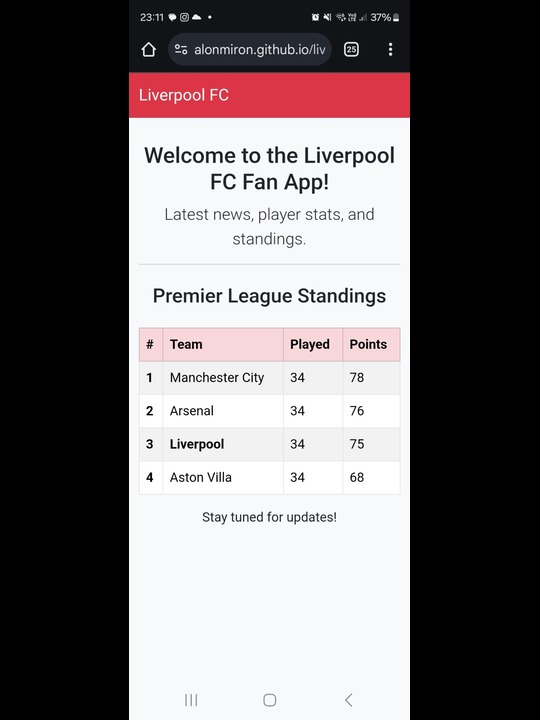 23:11
37%
alonmiron.github.io/liv
25
Liverpool FC
Welcome to the Liverpool
FC Fan App!
Latest news, player stats, and
standings.
Premier League Standings
# Team Played Points
1 Manchester City 34 78
2 Arsenal 34 76
3 Liverpool 34 75
4 Aston Villa 34 68
Stay tuned for updates!